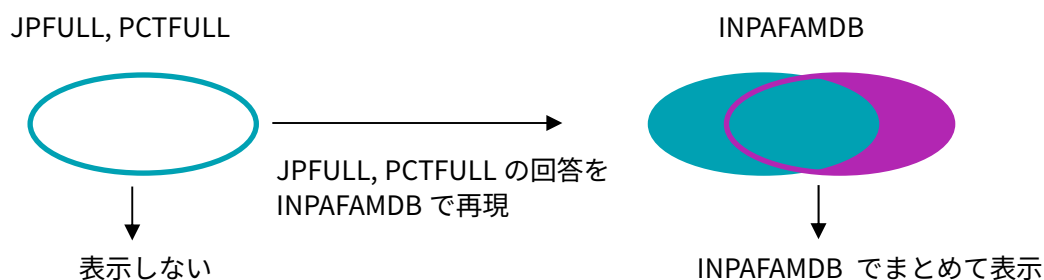 JPFULL, PCTFULL
INPAFAMDB
JPFULL, PCTFULL の回答を
INPAFAMDB で再現
表示しない
INPAFAMDB でまとめて表示